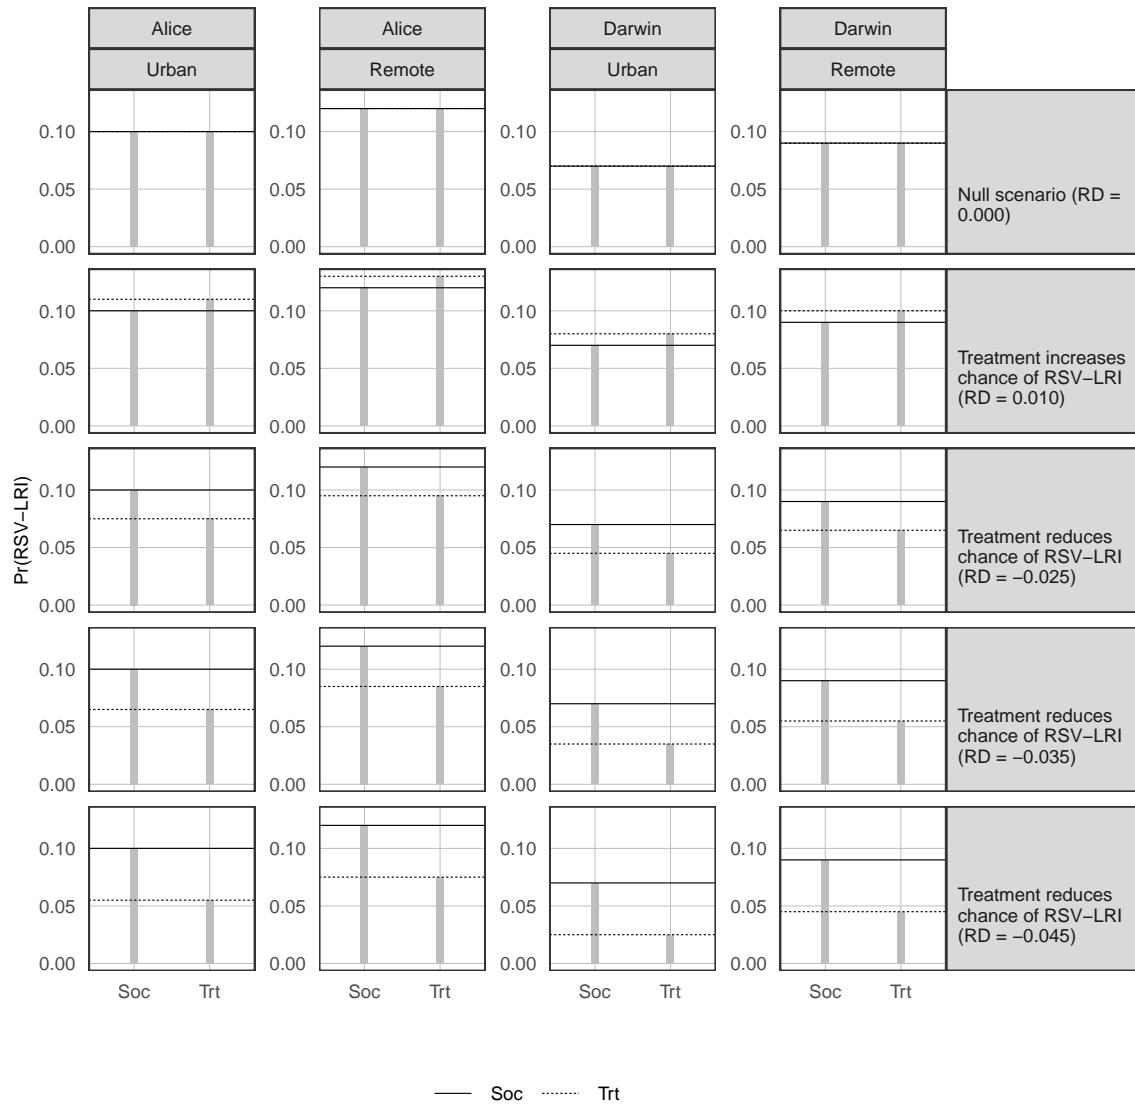 Alice
Alice
Darwin
Darwin
Urban
Remote
Urban
Remote
0.10
0.05
0.00
0.10
0.05
0.00
0.10
0.05
0.00
0.10
0.05
0.00
Null scenario (RD =
0.000)
0.10
0.05
0.00
0.10
0.05
0.00
0.10
0.05
0.00
0.10
0.05
0.00
Treatment increases
chance of RSV−LRI
(RD = 0.010)
Pr(RSV−LRI)
0.10
0.05
0.00
0.10
0.05
0.00
0.10
0.05
0.00
0.10
0.05
0.00
Treatment reduces
chance of RSV−LRI
(RD = −0.025)
0.10
0.05
0.00
0.10
0.05
0.00
0.10
0.05
0.00
0.10
0.05
0.00
Treatment reduces
chance of RSV−LRI
(RD = −0.035)
0.10
0.05
0.00
0.10
0.05
0.00
0.10
0.05
0.00
0.10
0.05
0.00
Treatment reduces
chance of RSV−LRI
(RD = −0.045)
Soc Trt
Soc Trt
Soc Trt
Soc Trt
Soc Trt